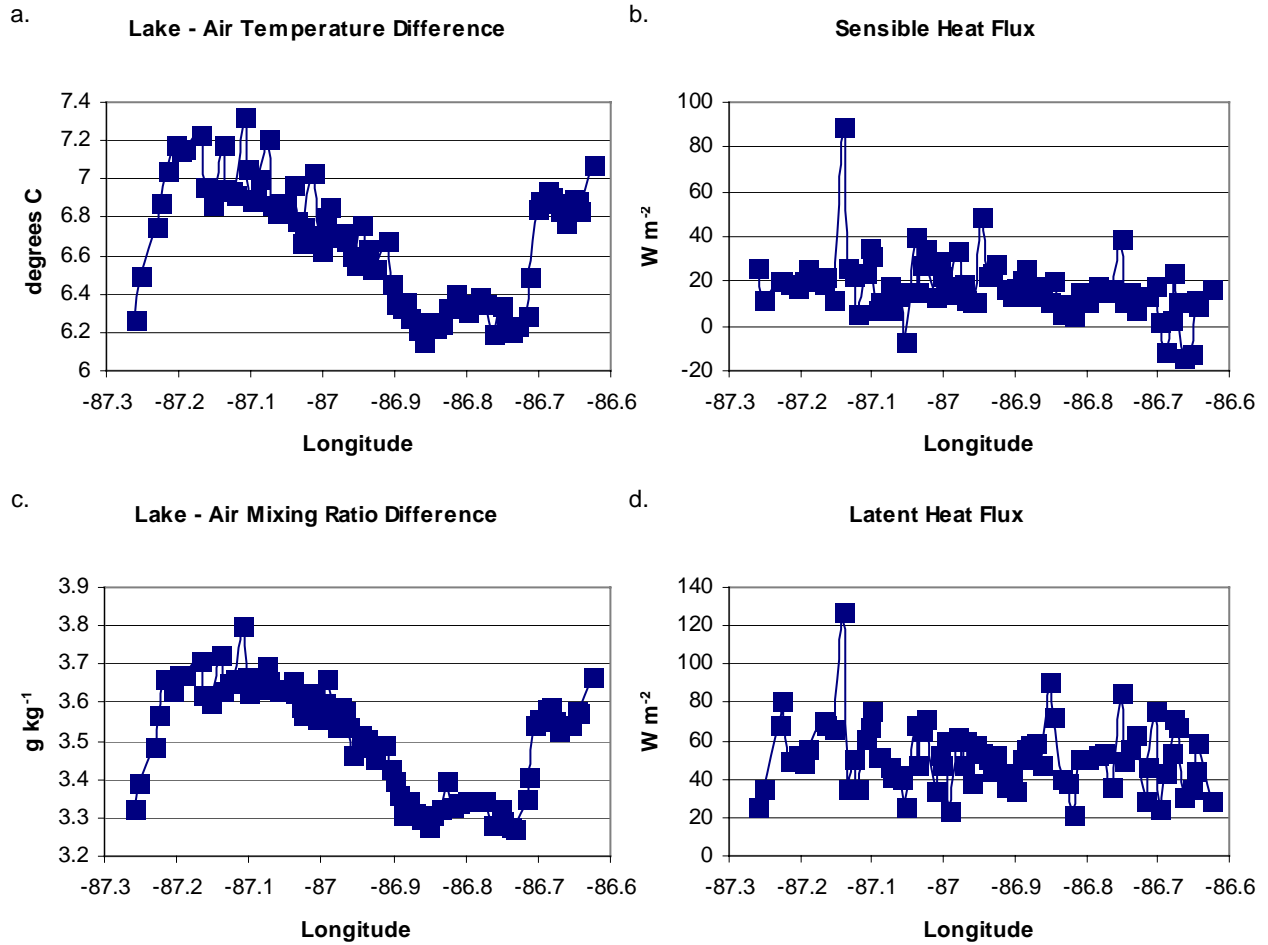 a.
Lake - Air Temperature Difference
degrees C
7.4
7.2
7
6.8
6.6
6.4
6.2
6
-87.3 -87.2 -87.1 -87 -86.9 -86.8 -86.7 -86.6
Longitude
b.
Sensible Heat Flux
W m⁻²
100
80
60
40
20
0
-20
-87.3 -87.2 -87.1 -87 -86.9 -86.8 -86.7 -86.6
Longitude
c.
Lake - Air Mixing Ratio Difference
g kg⁻¹
3.9
3.8
3.7
3.6
3.5
3.4
3.3
3.2
-87.3 -87.2 -87.1 -87 -86.9 -86.8 -86.7 -86.6
Longitude
d.
Latent Heat Flux
W m⁻²
140
120
100
80
60
40
20
0
-87.3 -87.2 -87.1 -87 -86.9 -86.8 -86.7 -86.6
Longitude